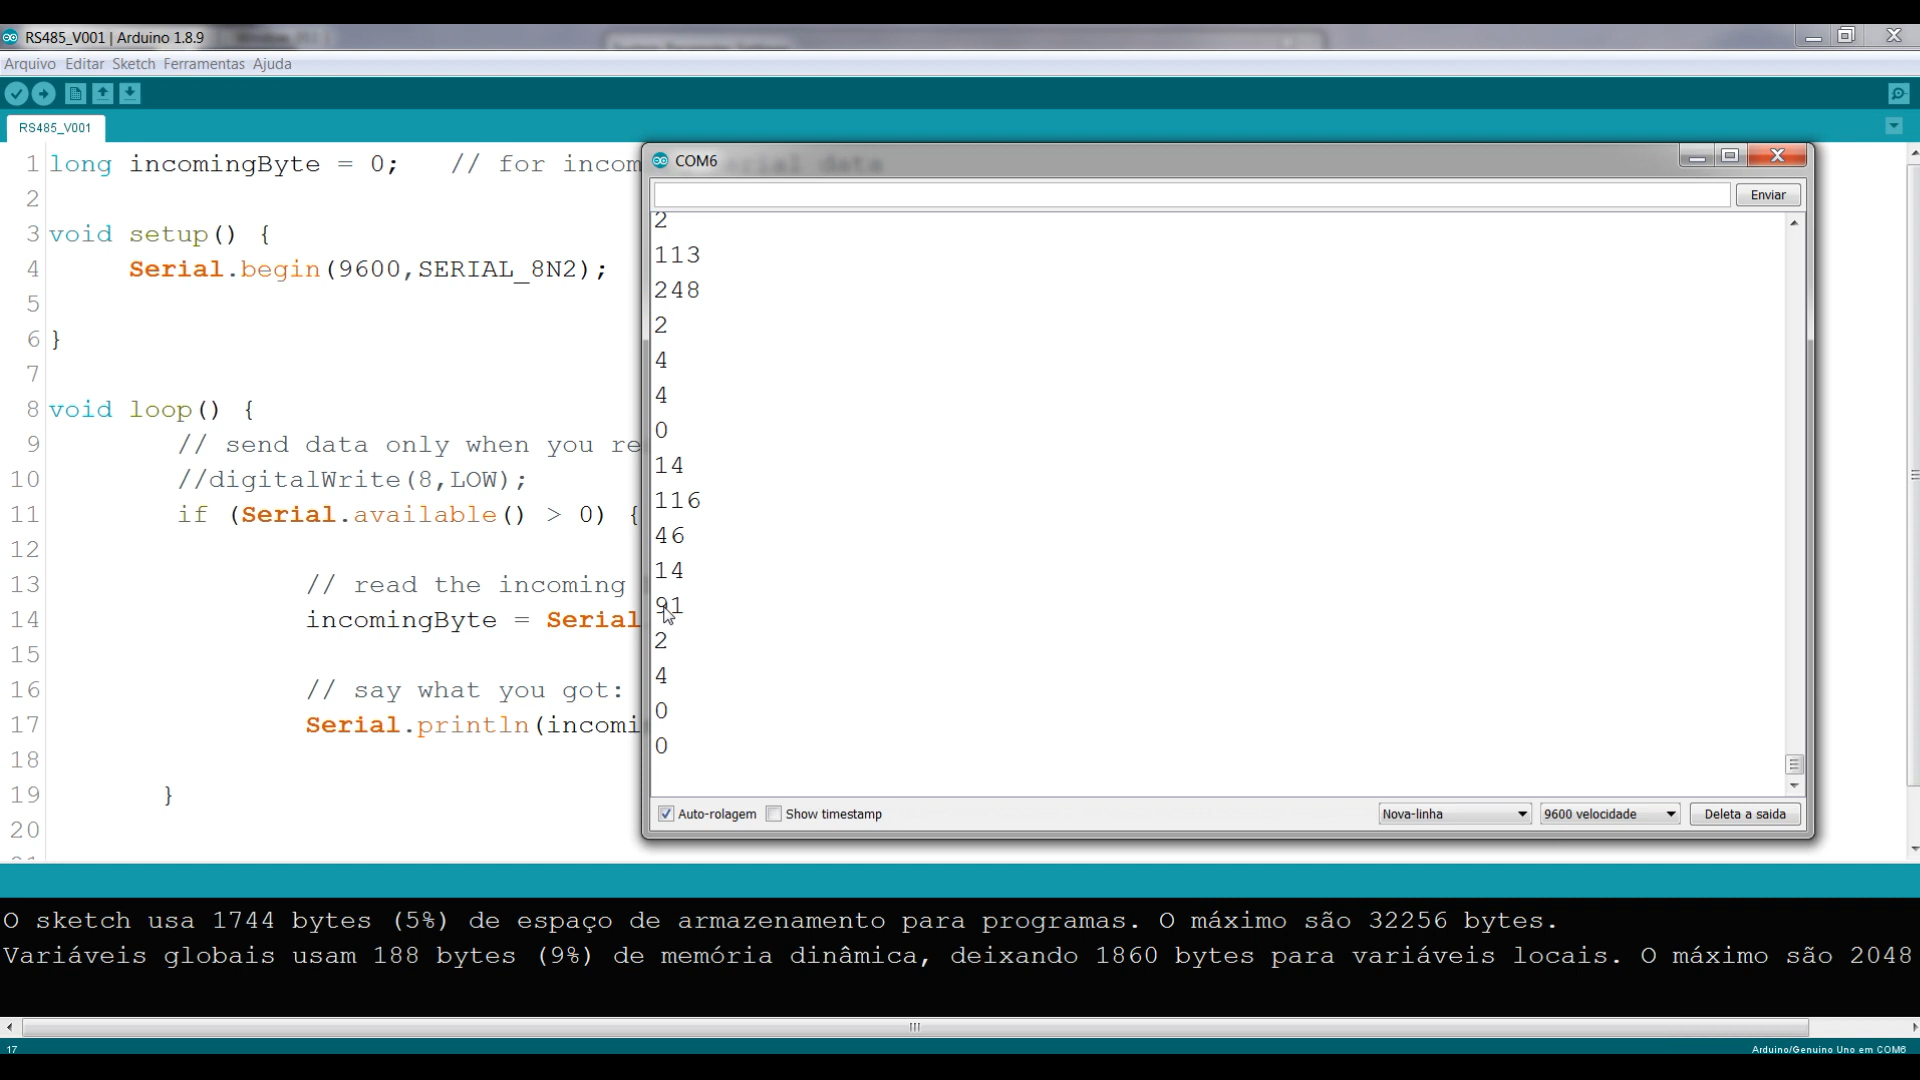 RS485_V001 | Arduino 1.8.9
Arquivo Editar Sketch Ferramentas Ajuda
RS485_V001
1 long incomingByte = 0; // for incom
2
3 void setup() {
4 Serial.begin(9600,SERIAL_8N2);
5
6 }
7
8 void loop() {
9 // send data only when you re
10 //digitalWrite(8,LOW);
11 if (Serial.available() > 0) {
12
13 // read the incoming
14 incomingByte = Serial
15
16 // say what you got:
17 Serial.println(incomi
18
19 }
20
COM6
Enviar
2
113
248
2
4
4
0
14
116
46
14
91
2
4
0
0
Auto-rolagem Show timestamp Nova-linha 9600 velocidade Deleta a saida
O sketch usa 1744 bytes (5%) de espaço de armazenamento para programas. O máximo são 32256 bytes.
Variáveis globais usam 188 bytes (9%) de memória dinâmica, deixando 1860 bytes para variáveis locais. O máximo são 2048
17
Arduino/Genuino Uno em COM6